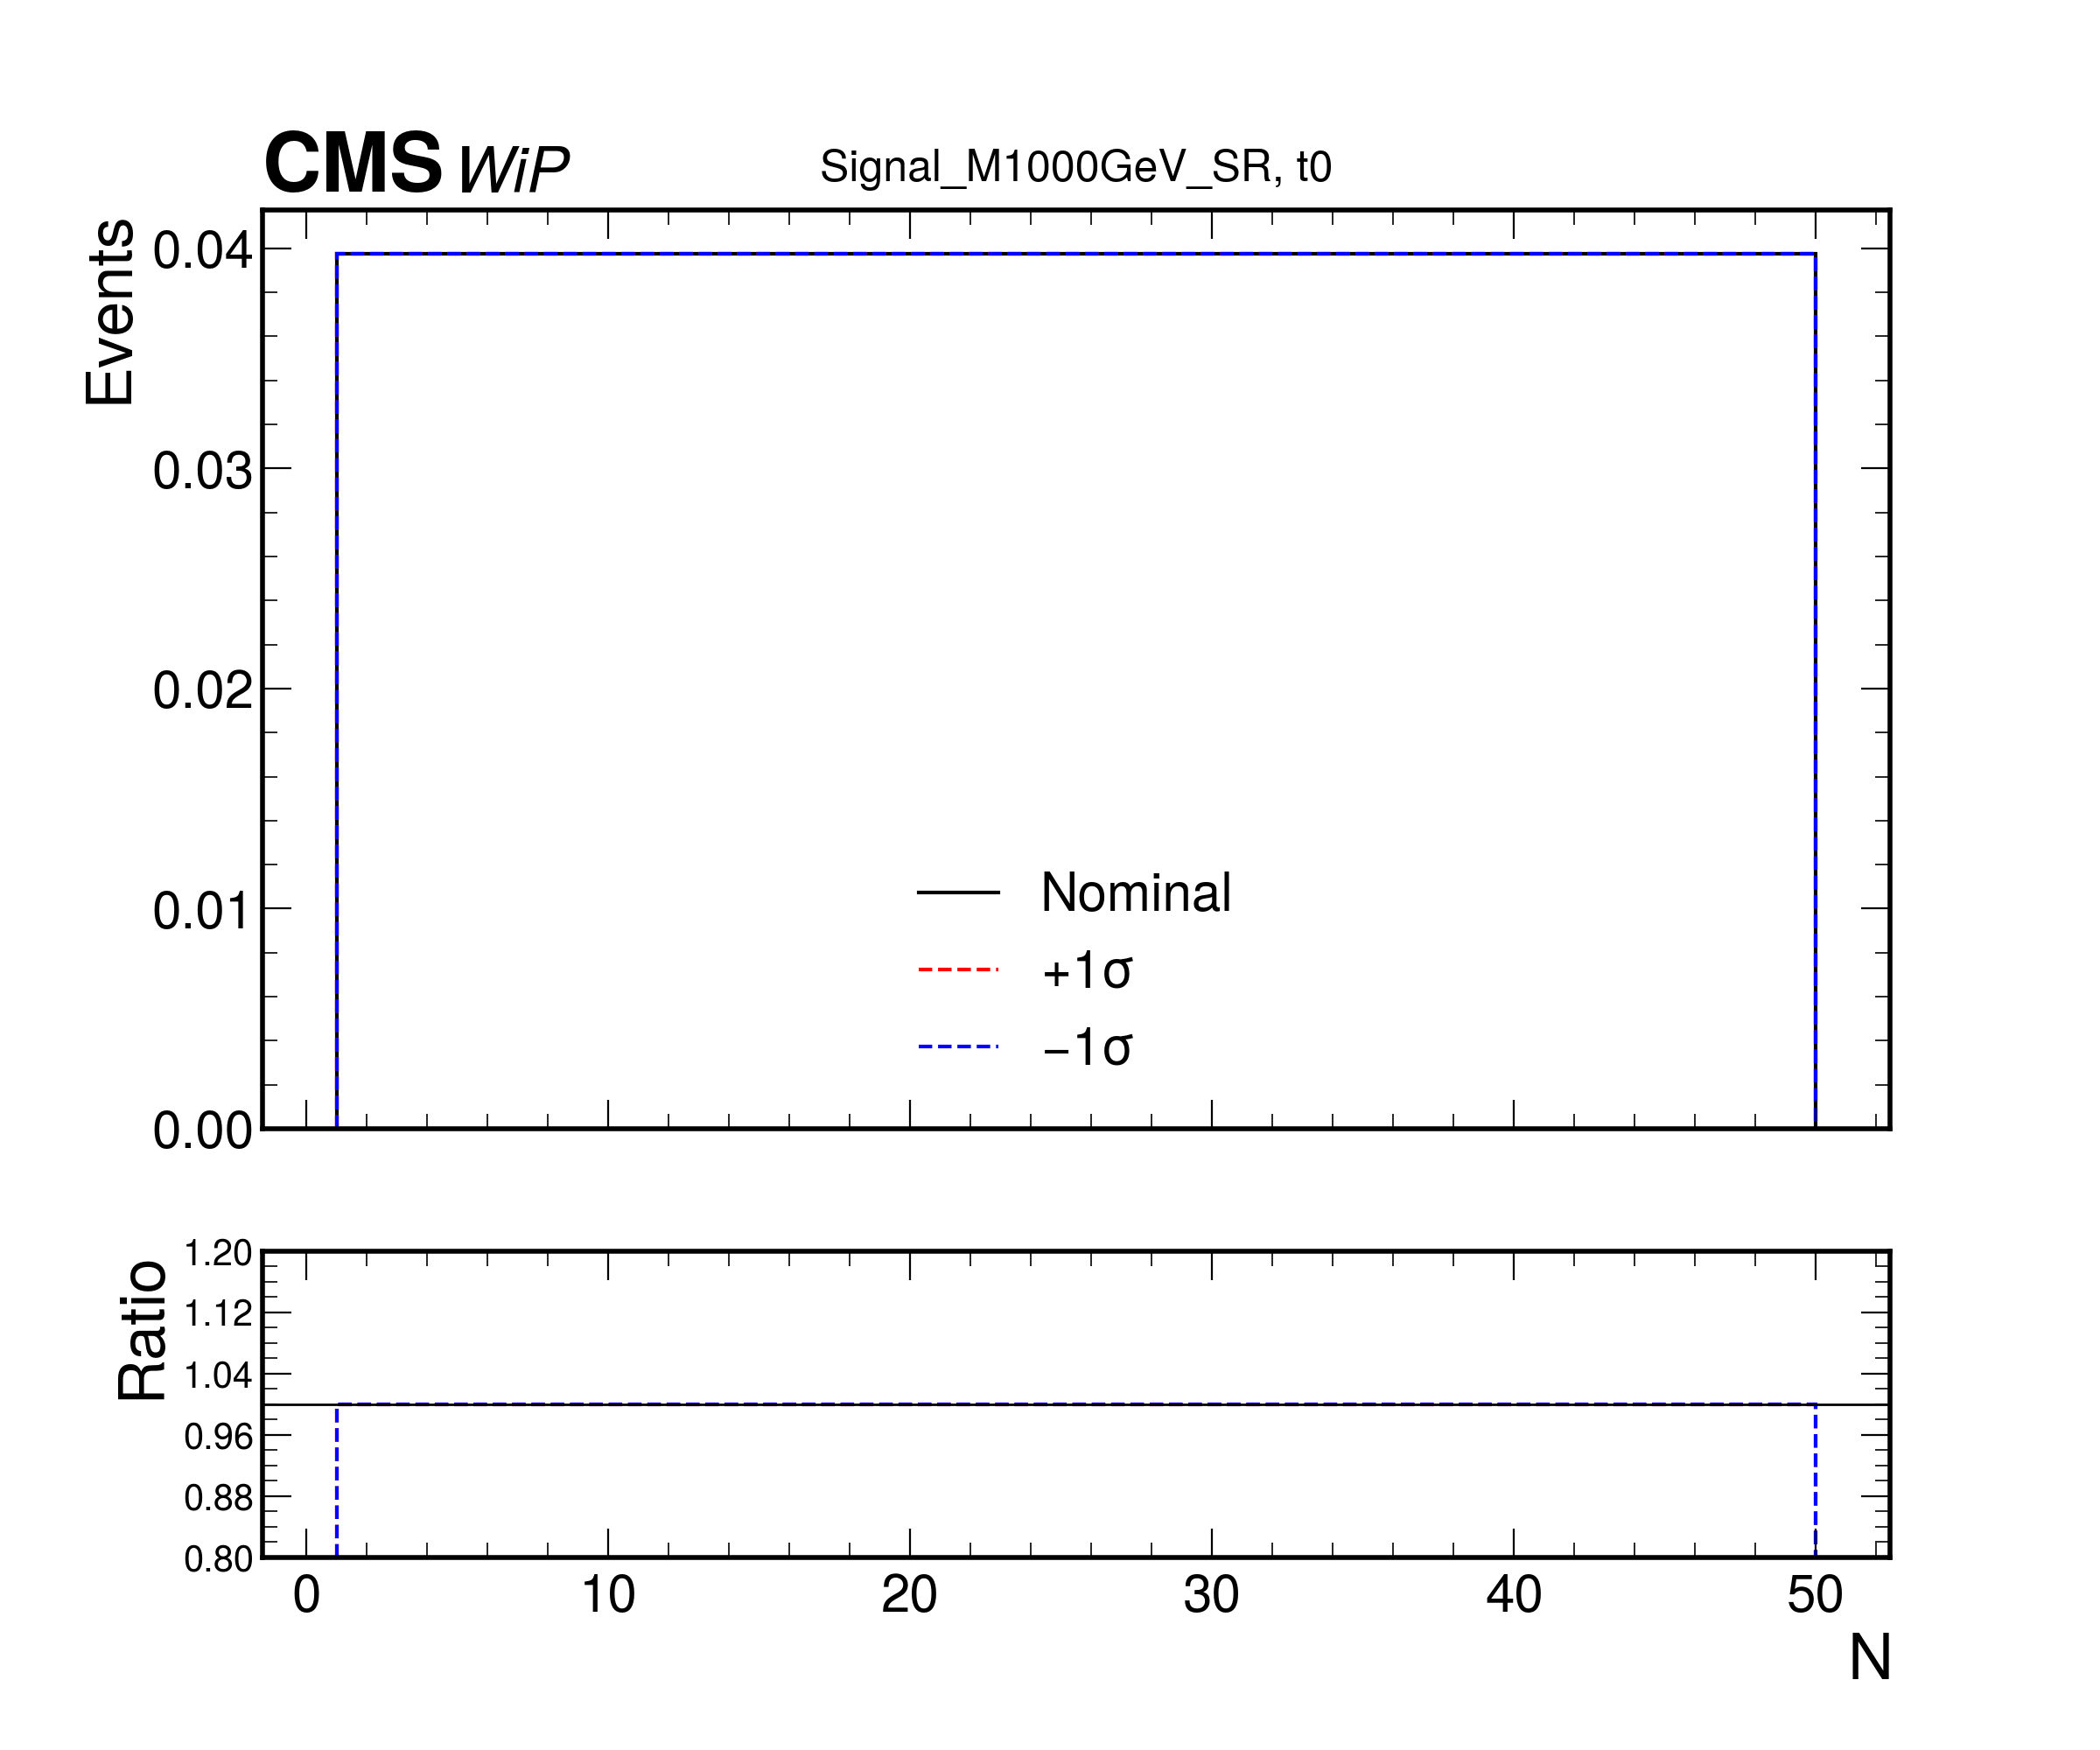 CMS WiP
Signal_M1000GeV_SR, t0
Events
0.04
0.03
0.02
0.01
0.00
Nominal
+1σ
−1σ
Ratio
1.20
1.12
1.04
0.96
0.88
0.80
0 10 20 30 40 50
N